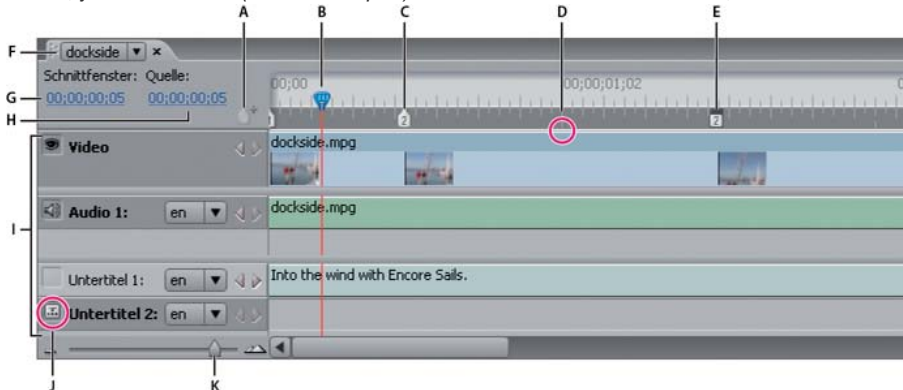 A B C D E
F dockside ×
Schnittfenster: Quelle:
G 00;00;00;05 00;00;00;05
00;00 00;00;01;02
H
2 2
Video dockside.mpg
I Audio 1: en dockside.mpg
Untertitel 1: en Into the wind with Encore Sails.
Untertitel 2: en
J K